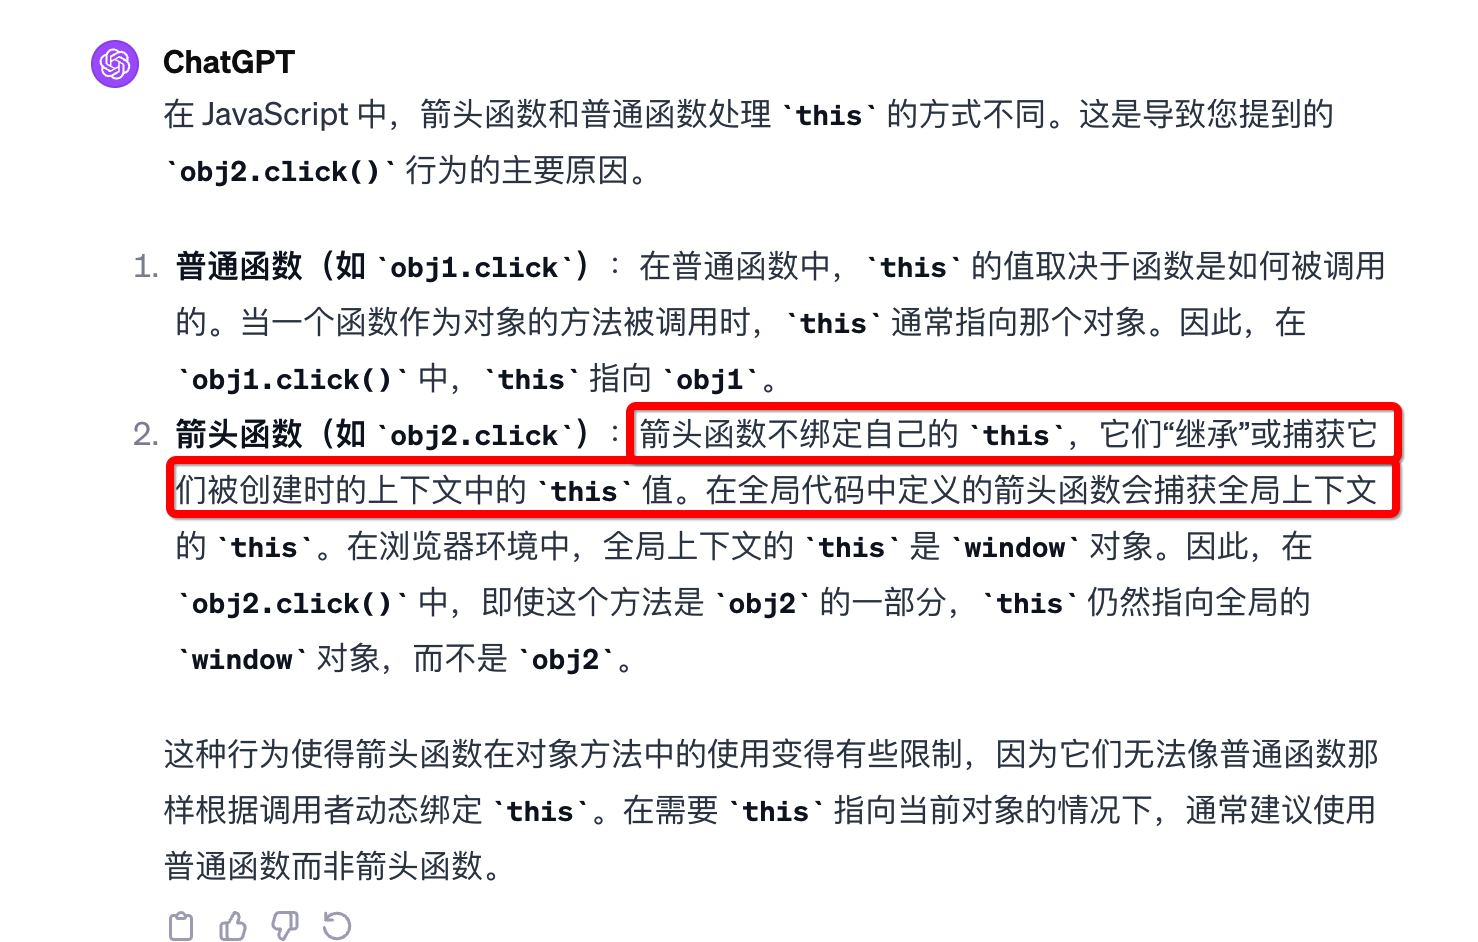 ChatGPT
在 JavaScript 中，箭头函数和普通函数处理 `this` 的方式不同。这是导致您提到的
`obj2.click()` 行为的主要原因。
1. 普通函数（如 `obj1.click`）： 在普通函数中， `this` 的值取决于函数是如何被调用
的。当一个函数作为对象的方法被调用时， `this` 通常指向那个对象。因此，在
`obj1.click()` 中， `this` 指向 `obj1`。
2. 箭头函数（如 `obj2.click`）：箭头函数不绑定自己的 `this`，它们“继承”或捕获它
们被创建时的上下文中的 `this` 值。在全局代码中定义的箭头函数会捕获全局上下文
的 `this`。在浏览器环境中，全局上下文的 `this` 是 `window` 对象。因此，在
`obj2.click()` 中，即使这个方法是 `obj2` 的一部分， `this` 仍然指向全局的
`window` 对象，而不是 `obj2`。
这种行为使得箭头函数在对象方法中的使用变得有些限制，因为它们无法像普通函数那
样根据调用者动态绑定 `this`。在需要 `this` 指向当前对象的情况下，通常建议使用
普通函数而非箭头函数。